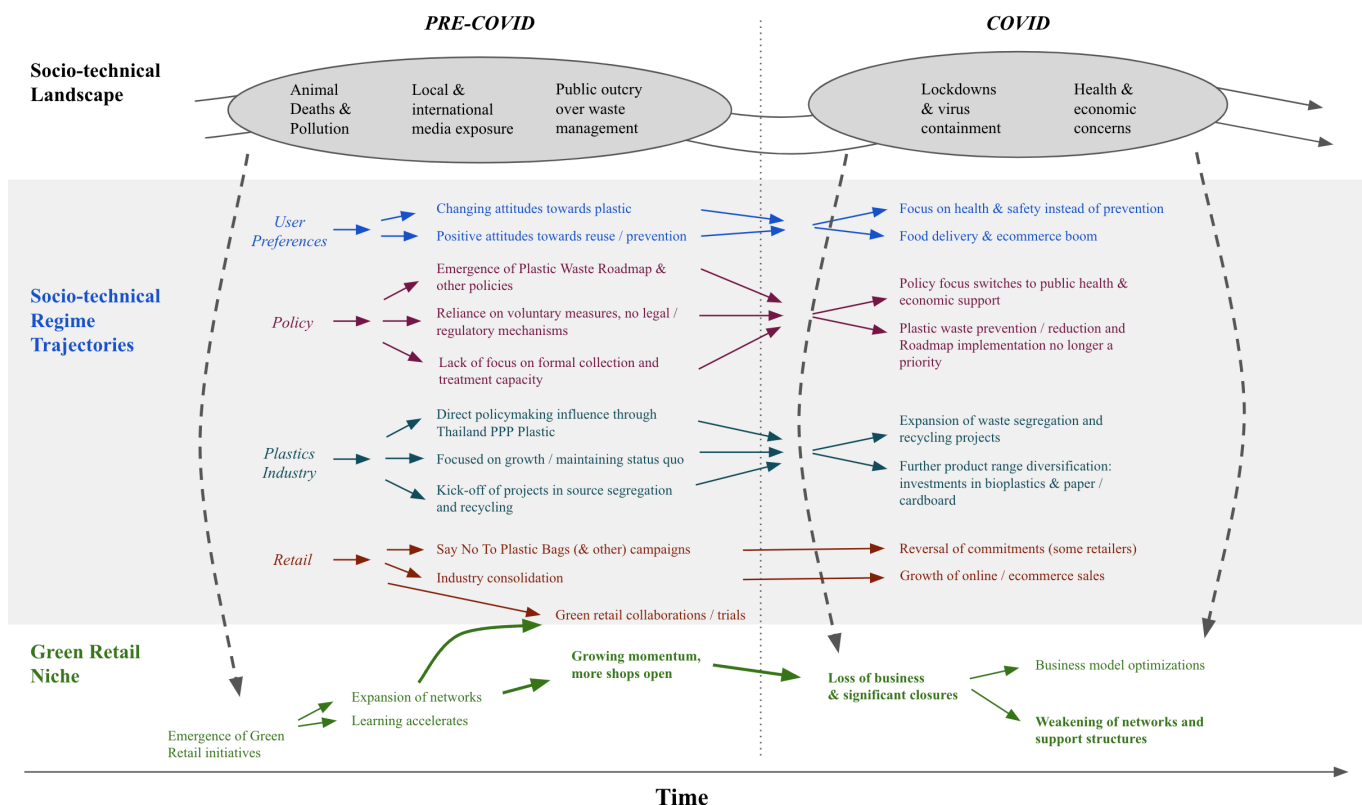 PRE-COVID
COVID
Socio-technical
Landscape
Animal
Deaths &
Pollution
Local &
international
media exposure
Public outcry
over waste
management
Lockdowns
& virus
containment
Health &
economic
concerns
Socio-technical
Regime
Trajectories
User
Preferences
Changing attitudes towards plastic
Positive attitudes towards reuse / prevention
Focus on health & safety instead of prevention
Food delivery & ecommerce boom
Policy
Emergence of Plastic Waste Roadmap &
other policies
Reliance on voluntary measures, no legal /
regulatory mechanisms
Lack of focus on formal collection and
treatment capacity
Policy focus switches to public health &
economic support
Plastic waste prevention / reduction and
Roadmap implementation no longer a
priority
Plastics
Industry
Direct policymaking influence through
Thailand PPP Plastic
Focused on growth / maintaining status quo
Kick-off of projects in source segregation
and recycling
Expansion of waste segregation and
recycling projects
Further product range diversification:
investments in bioplastics & paper /
cardboard
Retail
Say No To Plastic Bags (& other) campaigns
Industry consolidation
Green retail collaborations / trials
Reversal of commitments (some retailers)
Growth of online / ecommerce sales
Green Retail
Niche
Emergence of Green
Retail initiatives
Expansion of networks
Learning accelerates
Growing momentum,
more shops open
Loss of business
& significant closures
Business model optimizations
Weakening of networks and
support structures
Time